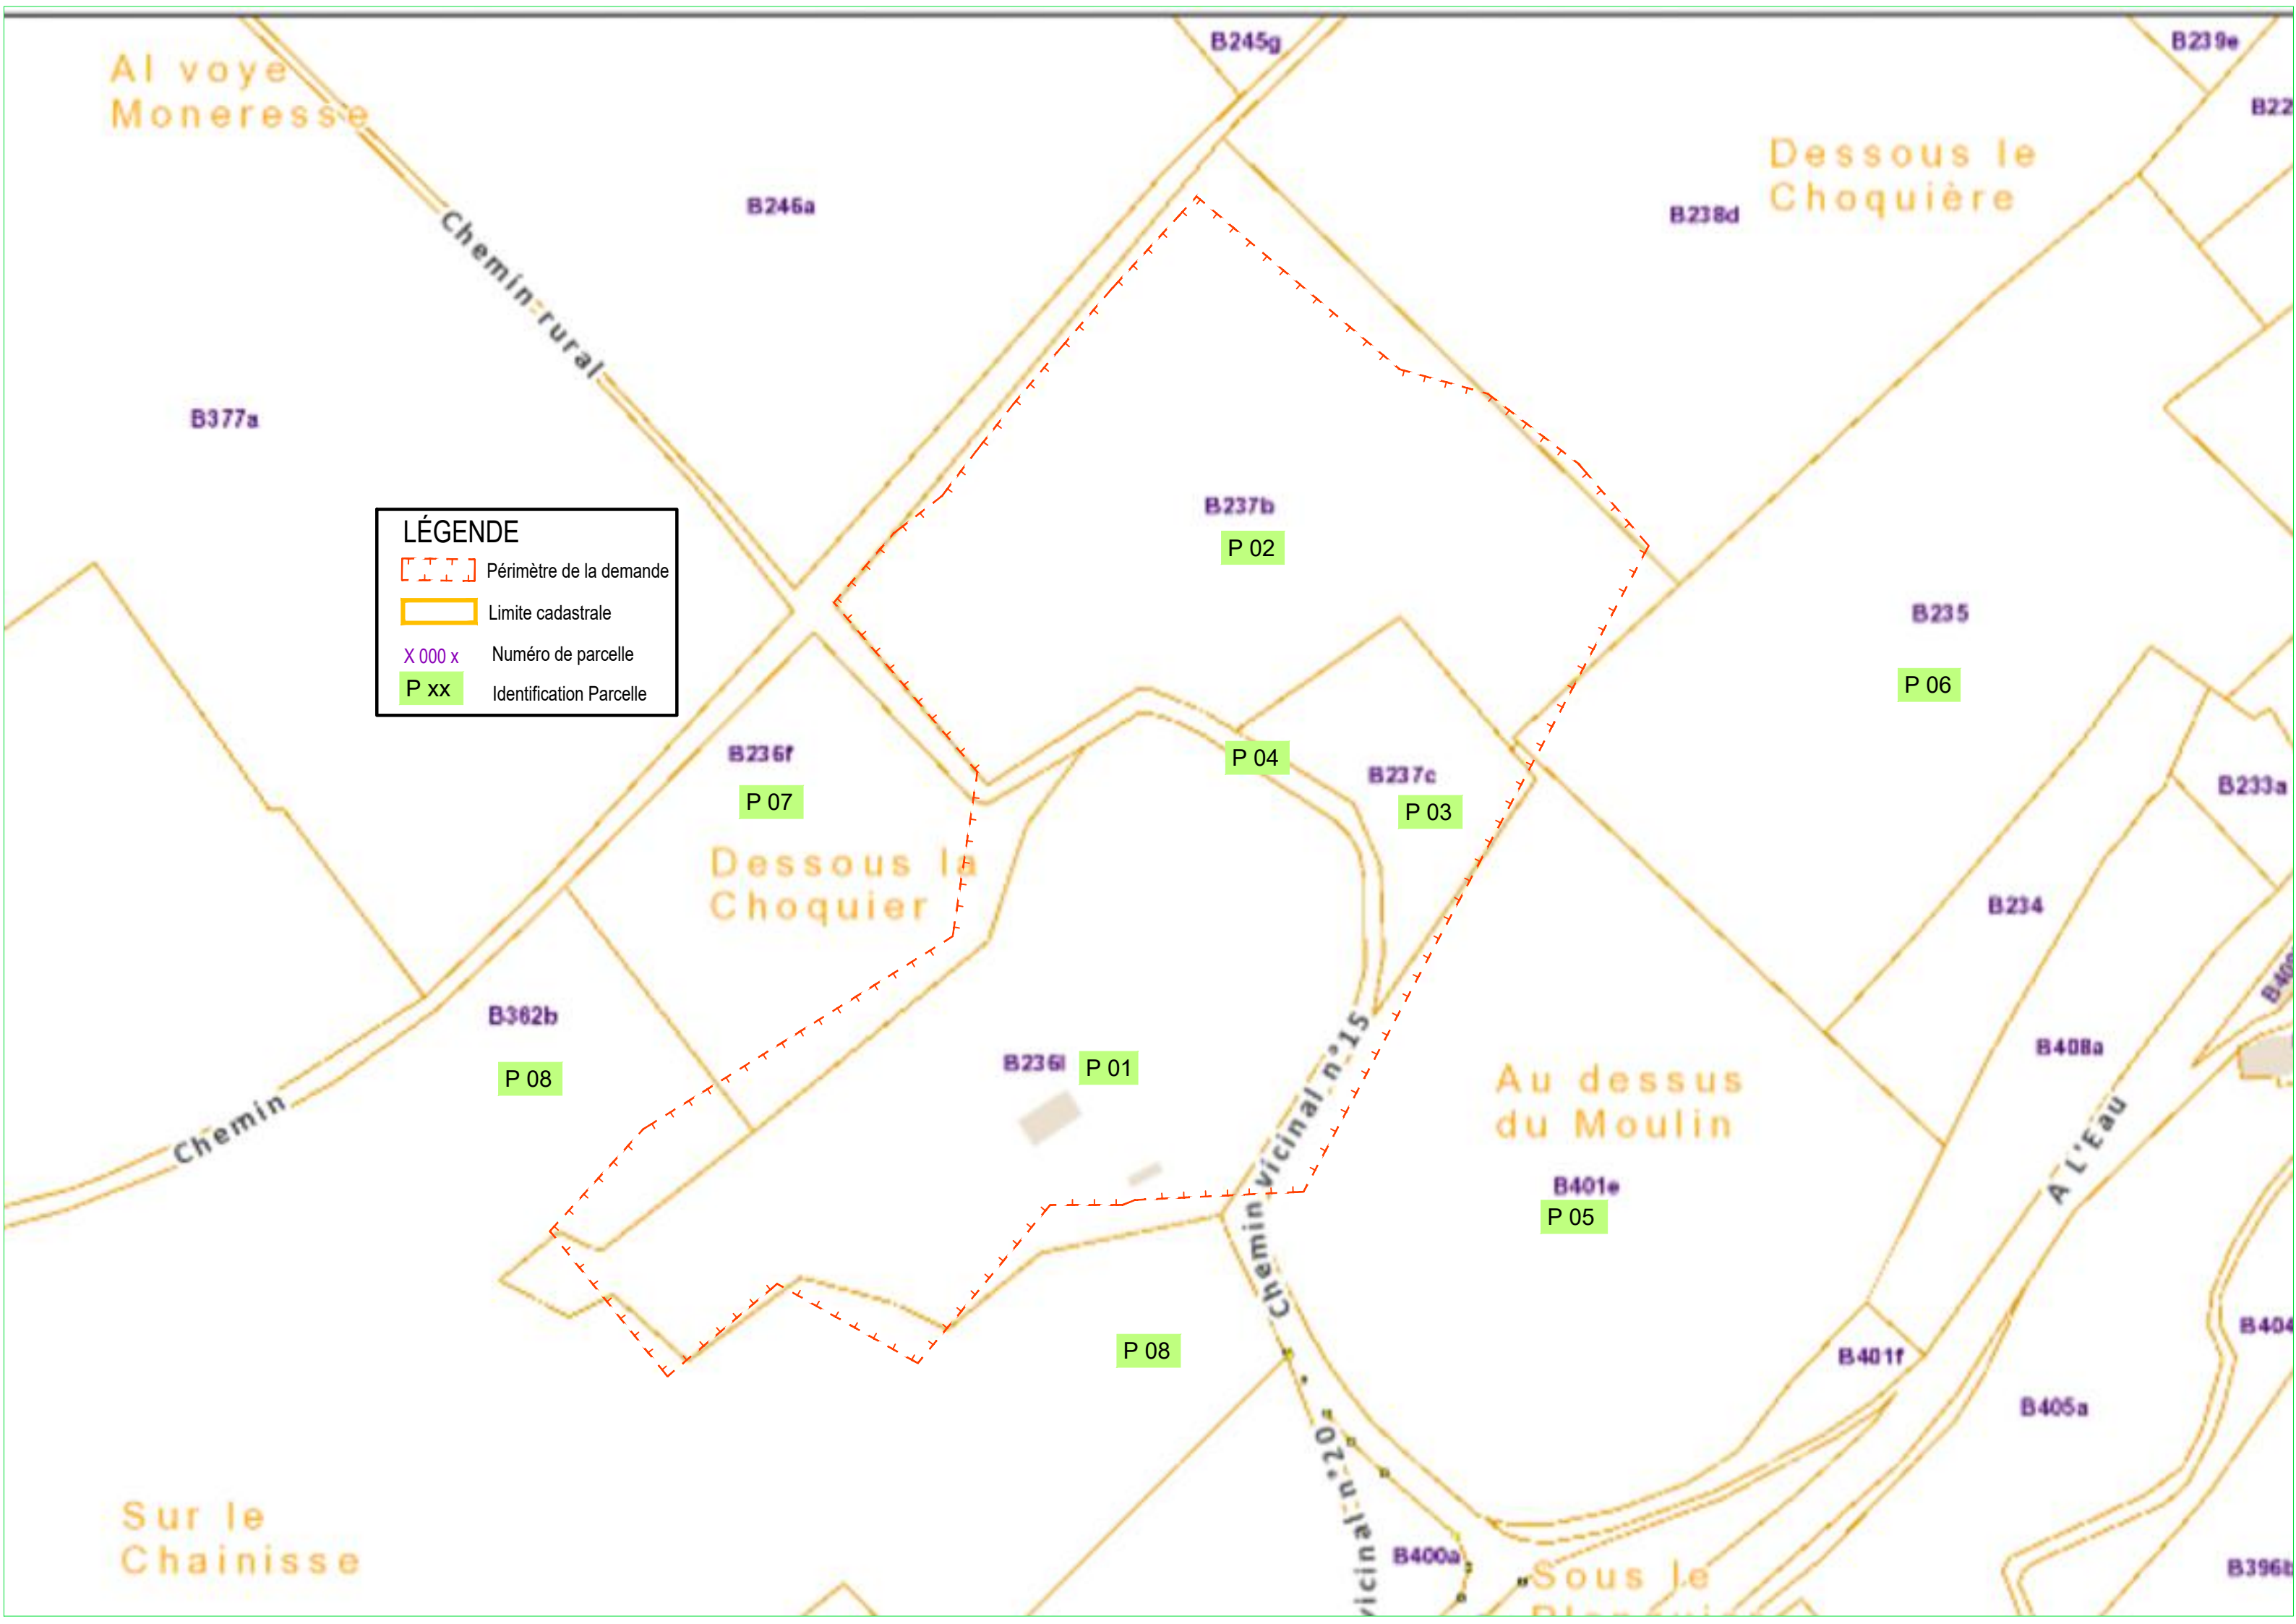 B245g
B239e
Al voye
Moneresse
B22
Dessous le
Choquière
B246a
B238d
Chemin rural
B377a
B237b
P 02
LÉGENDE
Périmètre de la demande
Limite cadastrale
X 000 x Numéro de parcelle
P xx Identification Parcelle
B235
P 06
B236f
P 07
P 04
B237c
P 03
B233a
Dessous la
Choquier
B234
B362b
P 08
B236l P 01
Chemin vicinal n°15
B408a
Au dessus
du Moulin
Chemin
A L'Eau
B401e
P 05
P 08
B404
B401f
B405a
vicinal n°20
Sur le
Chainisse
B400a
Sous le
B396b